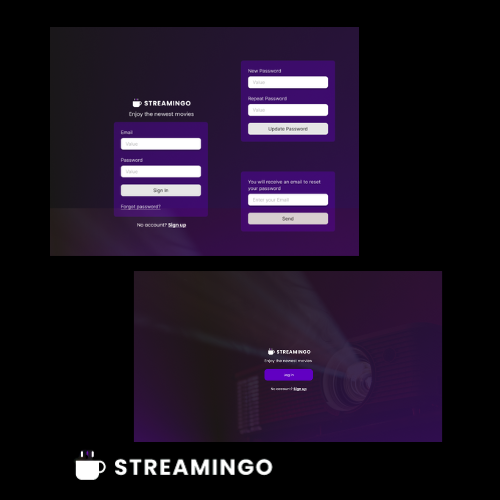 STREAMINGO
Enjoy the newest movies
Email
Value
Password
Value
Sign In
Forgot password?
No account? Sign up
New Password
Value
Repeat Password
Value
Update Password
You will receive an email to reset
your password
Enter your Email
Send
STREAMINGO
Enjoy the newest movies
No account? Sign up
STREAMINGO